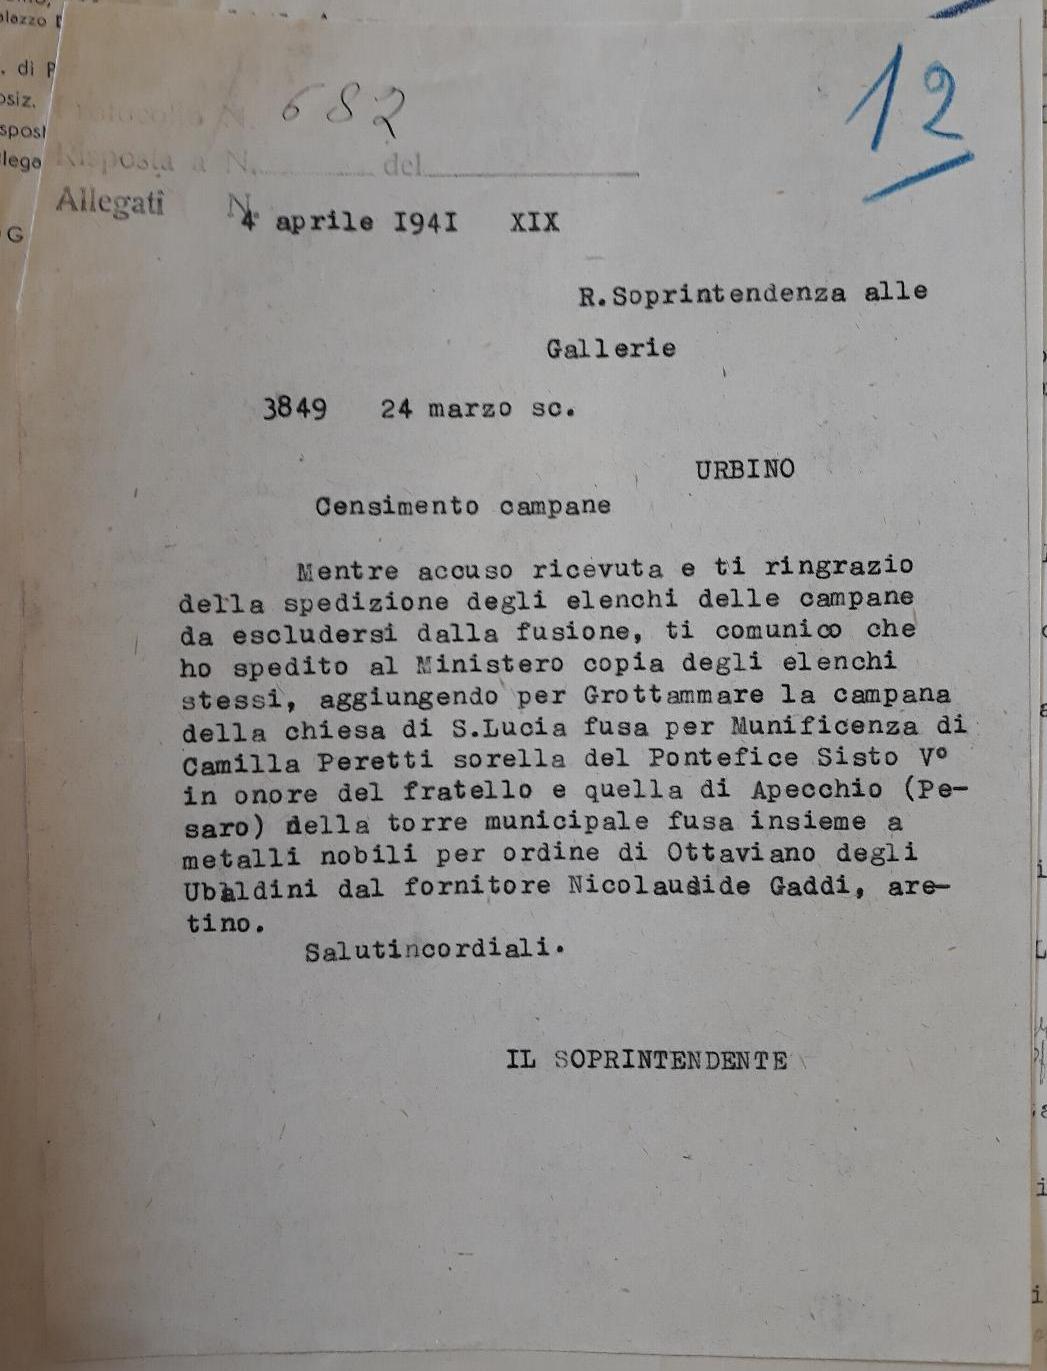 12
Protocollo N. 682
Risposta a N. del
Allegati N.
4 aprile I94I XIX
R.Soprintendenza alle
Gallerie
3849 24 marzo sc.
URBINO
Censimento campane
Mentre accuso ricevuta e ti ringrazio
della spedizione degli elenchi delle campane
da escludersi dalla fusione, ti comunico che
ho spedito al Ministero copia degli elenchi
stessi, aggiungendo per Grottammare la campana
della chiesa di S.Lucia fusa per Munificenza di
Camilla Peretti sorella del Pontefice Sisto V°
in onore del fratello e quella di Apecchio (Pe-
saro) della torre municipale fusa insieme a
metalli nobili per ordine di Ottaviano degli
Ubaldini dal fornitore Gaddi, are-
tino.
Salutincordiali.
IL SOPRINTENDENTE